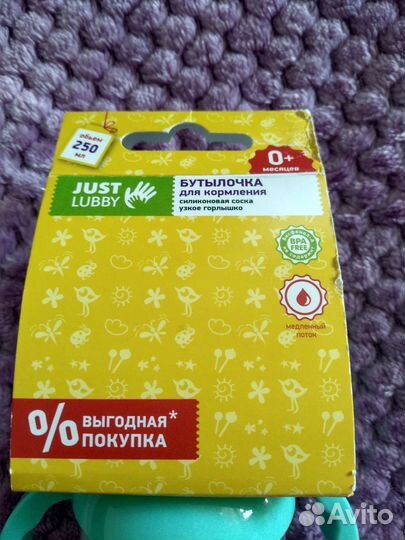 объем
250
мл
0+
месяцев
JUST
LUBBY
БУТЫЛОЧКА
для кормления
силиконовая соска
узкое горлышко
BPA
FREE
медленный
поток
% ВЫГОДНАЯ*
ПОКУПКА
Avito